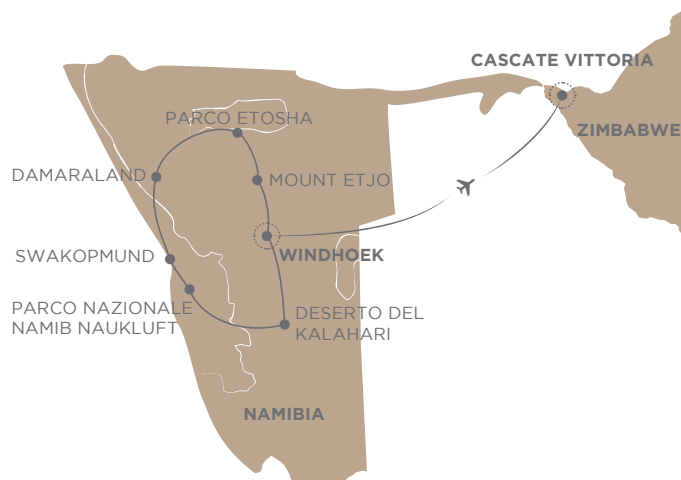 CASCATE VITTORIA
ZIMBABWE
PARCO ETOSHA
DAMARALAND
MOUNT ETJO
SWAKOPMUND
WINDHOEK
PARCO NAZIONALE
NAMIB NAUKLUFT
DESERTO DEL
KALAHARI
NAMIBIA